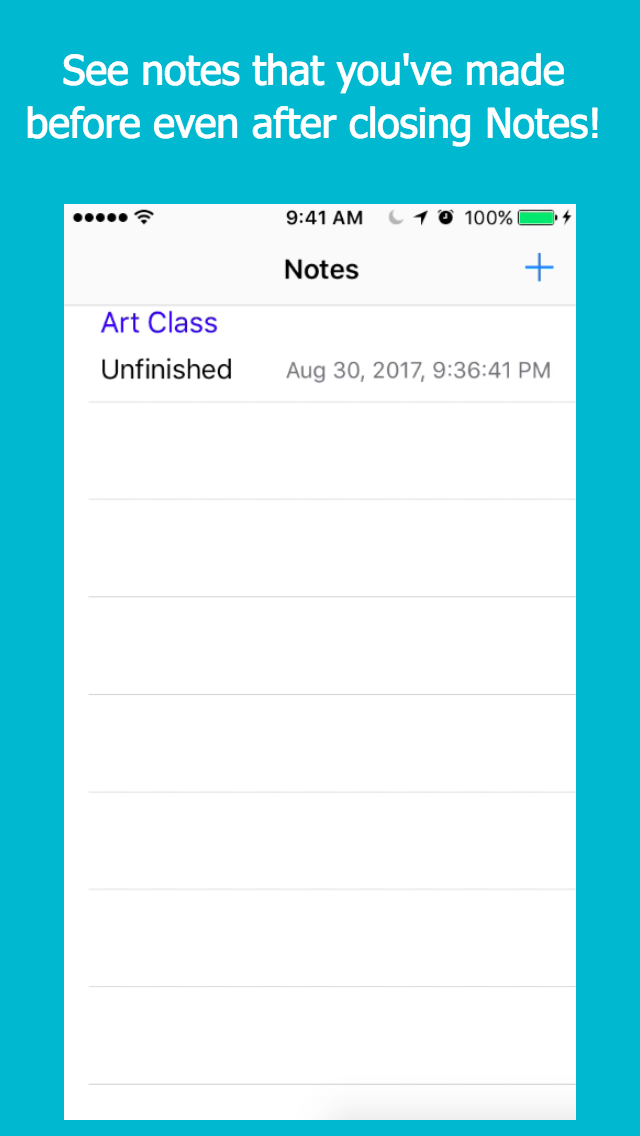 See notes that you've made
before even after closing Notes!
9:41 AM 100%
Notes
Art Class
Unfinished Aug 30, 2017, 9:36:41 PM